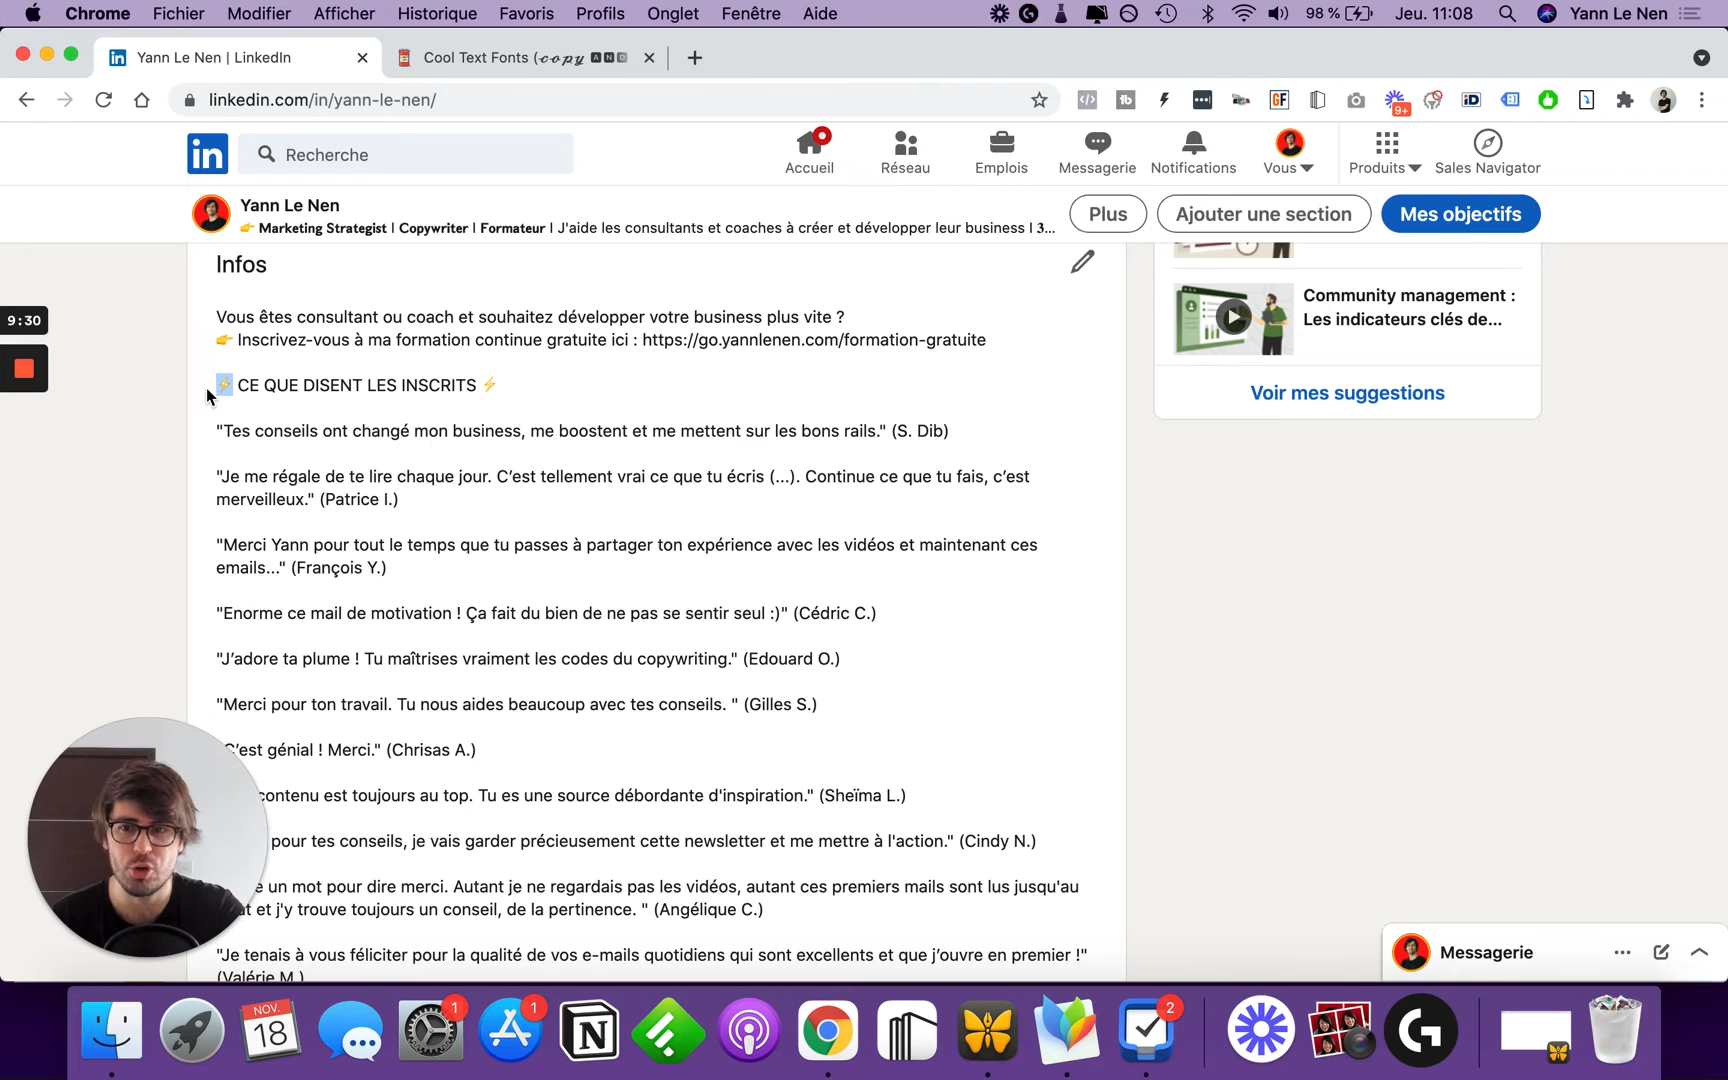 Chrome Fichier Modifier Afficher Historique Favoris Profils Onglet Fenêtre Aide 98 % Jeu. 11:08 Yann Le Nen
Yann Le Nen | LinkedIn
Cool Text Fonts (𝓬𝓸𝓹𝔂 🅰🅽🅳
linkedin.com/in/yann-le-nen/
9+
in
Recherche
Accueil
Réseau
Emplois
Messagerie
Notifications
Vous
Produits
Sales Navigator
Yann Le Nen
👉 Marketing Strategist I Copywriter I Formateur I J'aide les consultants et coaches à créer et développer leur business I 3...
Plus
Ajouter une section
Mes objectifs
Infos
9:30
Vous êtes consultant ou coach et souhaitez développer votre business plus vite ?
👉 Inscrivez-vous à ma formation continue gratuite ici : https://go.yannlenen.com/formation-gratuite
⚡ CE QUE DISENT LES INSCRITS ⚡
"Tes conseils ont changé mon business, me boostent et me mettent sur les bons rails." (S. Dib)
"Je me régale de te lire chaque jour. C’est tellement vrai ce que tu écris (...). Continue ce que tu fais, c’est
merveilleux." (Patrice I.)
"Merci Yann pour tout le temps que tu passes à partager ton expérience avec les vidéos et maintenant ces
emails..." (François Y.)
"Enorme ce mail de motivation ! Ça fait du bien de ne pas se sentir seul :)" (Cédric C.)
"J’adore ta plume ! Tu maîtrises vraiment les codes du copywriting." (Edouard O.)
"Merci pour ton travail. Tu nous aides beaucoup avec tes conseils. " (Gilles S.)
C’est génial ! Merci." (Chrisas A.)
contenu est toujours au top. Tu es une source débordante d'inspiration." (Sheïma L.)
pour tes conseils, je vais garder précieusement cette newsletter et me mettre à l'action." (Cindy N.)
un mot pour dire merci. Autant je ne regardais pas les vidéos, autant ces premiers mails sont lus jusqu'au
et j'y trouve toujours un conseil, de la pertinence. " (Angélique C.)
"Je tenais à vous féliciter pour la qualité de vos e-mails quotidiens qui sont excellents et que j’ouvre en premier !"
(Valérie M.)
Community management :
Les indicateurs clés de...
Voir mes suggestions
Messagerie
NOV.
18
1
1
2